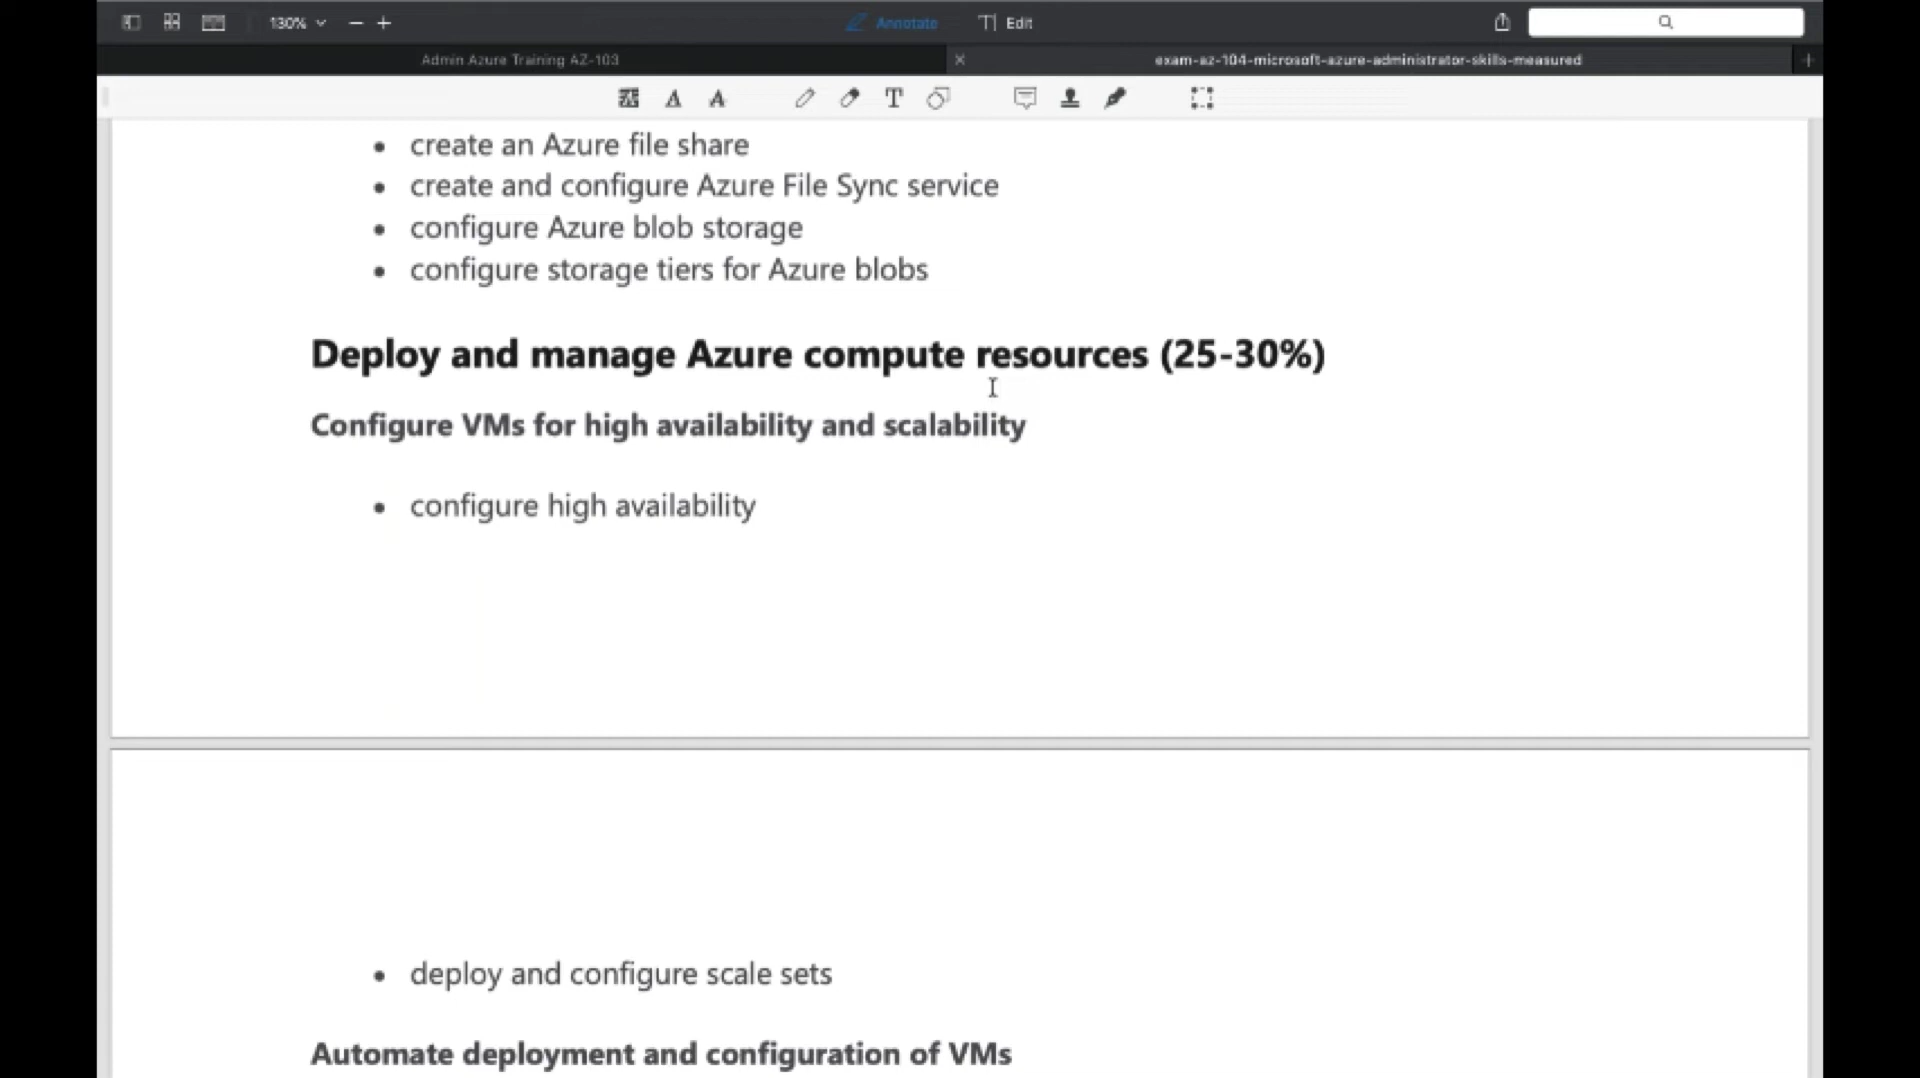 130%
Annotate
T| Edit
Admin Azure Training AZ-103
exam-az-104-microsoft-azure-administrator-skills-measured
• create an Azure file share
• create and configure Azure File Sync service
• configure Azure blob storage
• configure storage tiers for Azure blobs
Deploy and manage Azure compute resources (25-30%)
Configure VMs for high availability and scalability
• configure high availability
• deploy and configure scale sets
Automate deployment and configuration of VMs